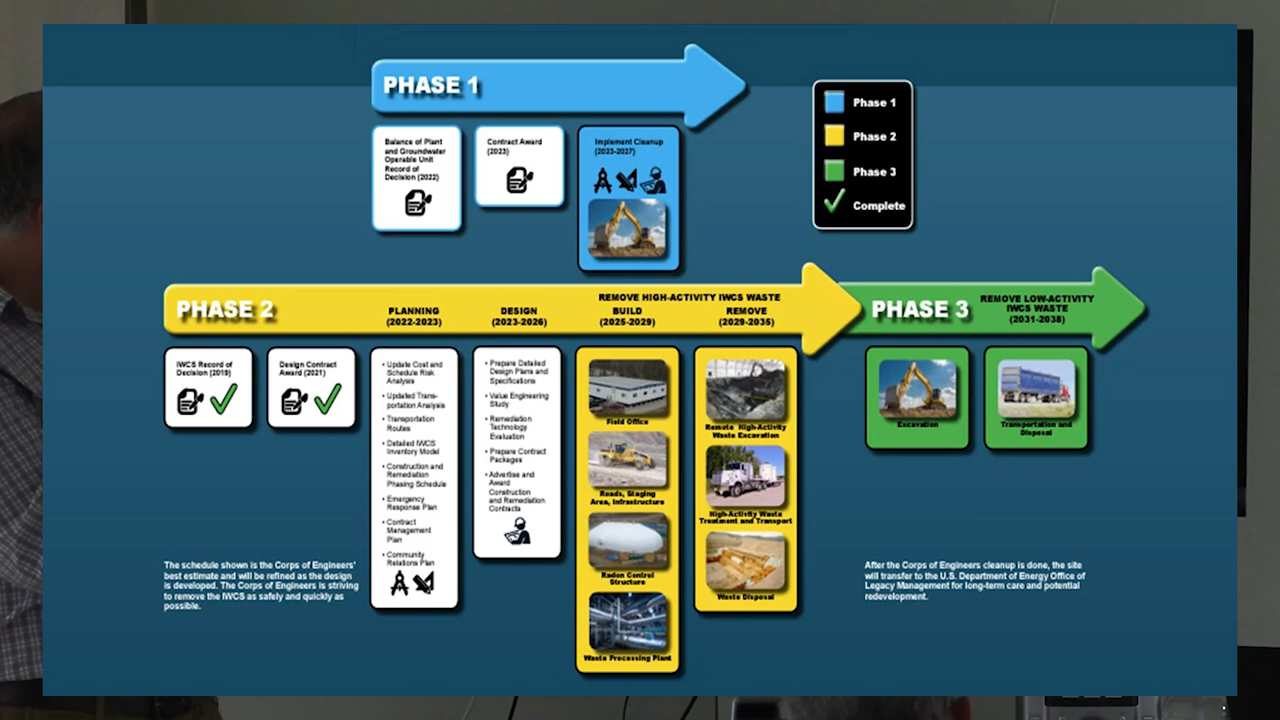 PHASE 1
Balance of Plant
and Groundwater
Operable Unit
Record of
Decision (2022)
Contract Award
(2023)
Implement Cleanup
(2023-2027)
Phase 1
Phase 2
Phase 3
Complete
PHASE 2
PLANNING
(2022-2023)
DESIGN
(2023-2026)
REMOVE HIGH-ACTIVITY IWCS WASTE
BUILD
(2025-2029)
REMOVE
(2029-2035)
PHASE 3
REMOVE LOW-ACTIVITY
IWCS WASTE
(2031-2038)
IWCS Record of
Decision (2019)
Design Contract
Award (2021)
• Update Cost and
Schedule Risk
Analysis
• Updated Trans-
portation Analysis
• Transportation
Routes
• Detailed IWCS
Inventory Model
• Construction and
Remediation
Phasing Schedule
• Emergency
Response Plan
• Contract
Management
Plan
• Community
Relations Plan
• Prepare Detailed
Design Plans and
Specifications
• Value Engineering
Study
• Remediation
Technology
Evaluation
• Prepare Contract
Packages
• Advertise and
Award
Construction
and Remediation
Contracts
Field Office
Roads, Staging
Area, Infrastructure
Radon Control
Structure
Waste Processing Plant
Remote High-Activity
Waste Excavation
High-Activity Waste
Treatment and Transport
Waste Disposal
Excavation
Transportation and
Disposal
The schedule shown is the Corps of Engineers'
best estimate and will be refined as the design
is developed. The Corps of Engineers is striving
to remove the IWCS as safely and quickly as
possible.
After the Corps of Engineers cleanup is done, the site
will transfer to the U.S. Department of Energy Office of
Legacy Management for long-term care and potential
redevelopment.